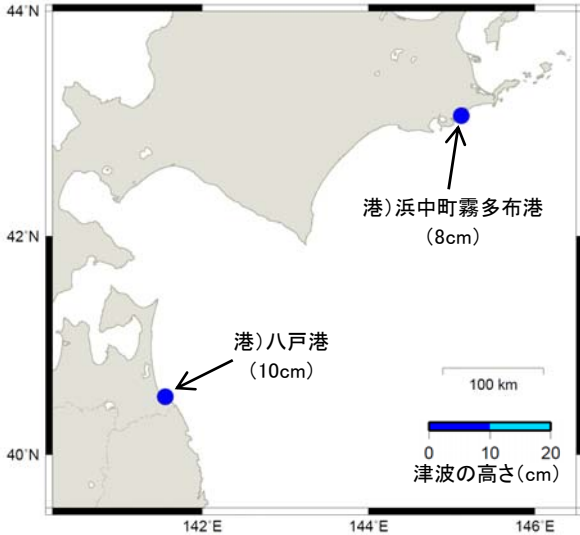 44˚N
港）浜中町霧多布港
（8cm）
42˚N
港）八戸港
（10cm）
100 km
0 10 20
津波の高さ（cm）
40˚N
142˚E 144˚E 146˚E